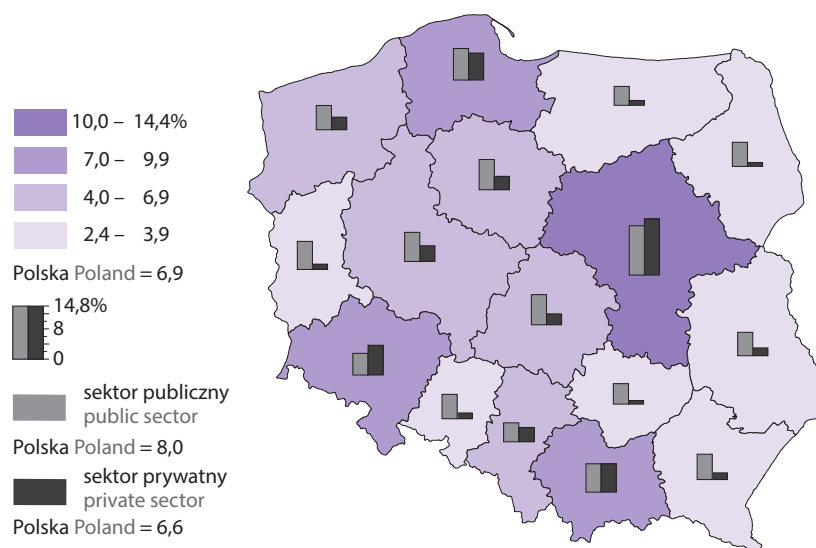 10,0 – 14,4%
7,0 – 9,9
4,0 – 6,9
2,4 – 3,9
Polska Poland = 6,9
14,8%
8
0
sektor publiczny
public sector
Polska Poland = 8,0
sektor prywatny
private sector
Polska Poland = 6,6